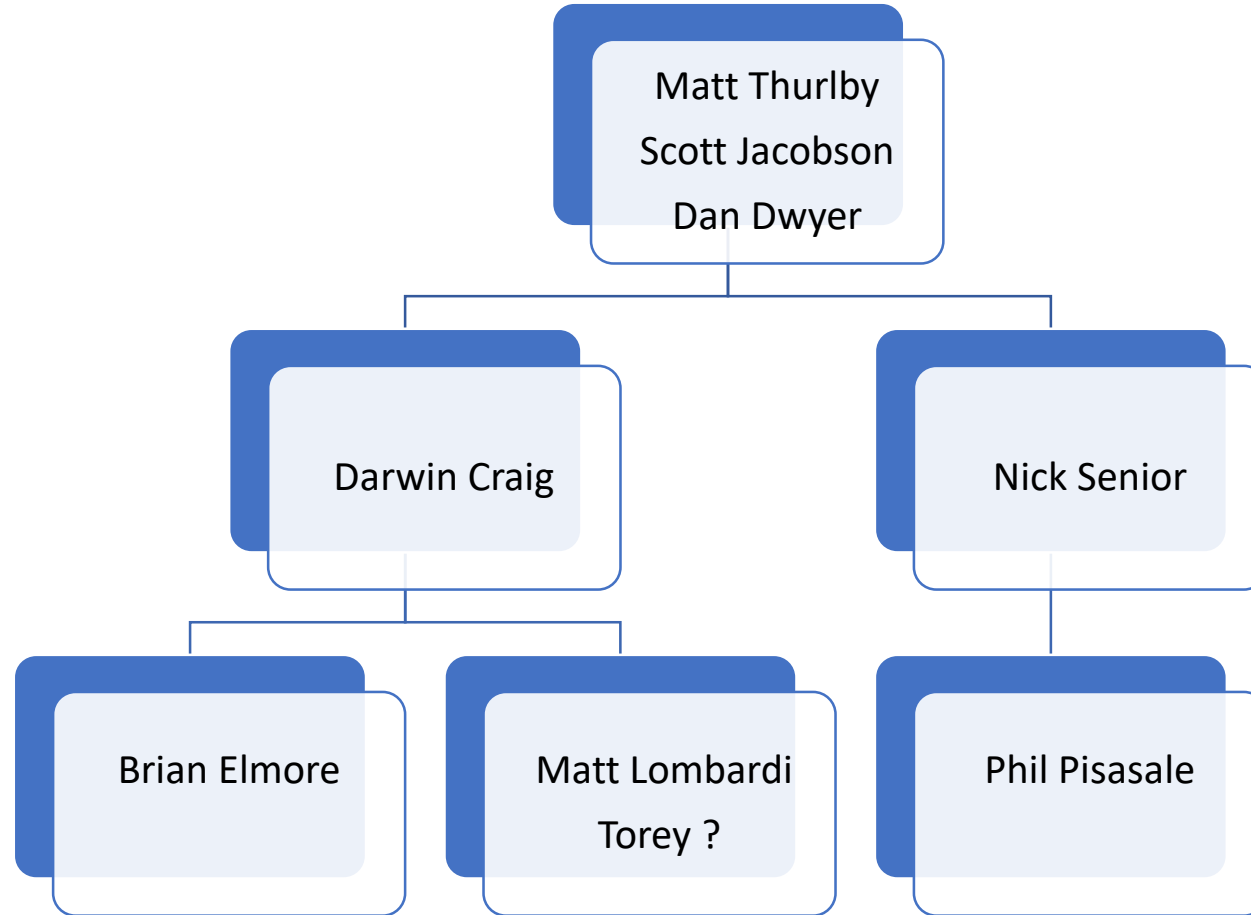 Matt Thurlby
Scott Jacobson
Dan Dwyer
Darwin Craig
Nick Senior
Brian Elmore
Matt Lombardi
Torey ?
Phil Pisasale